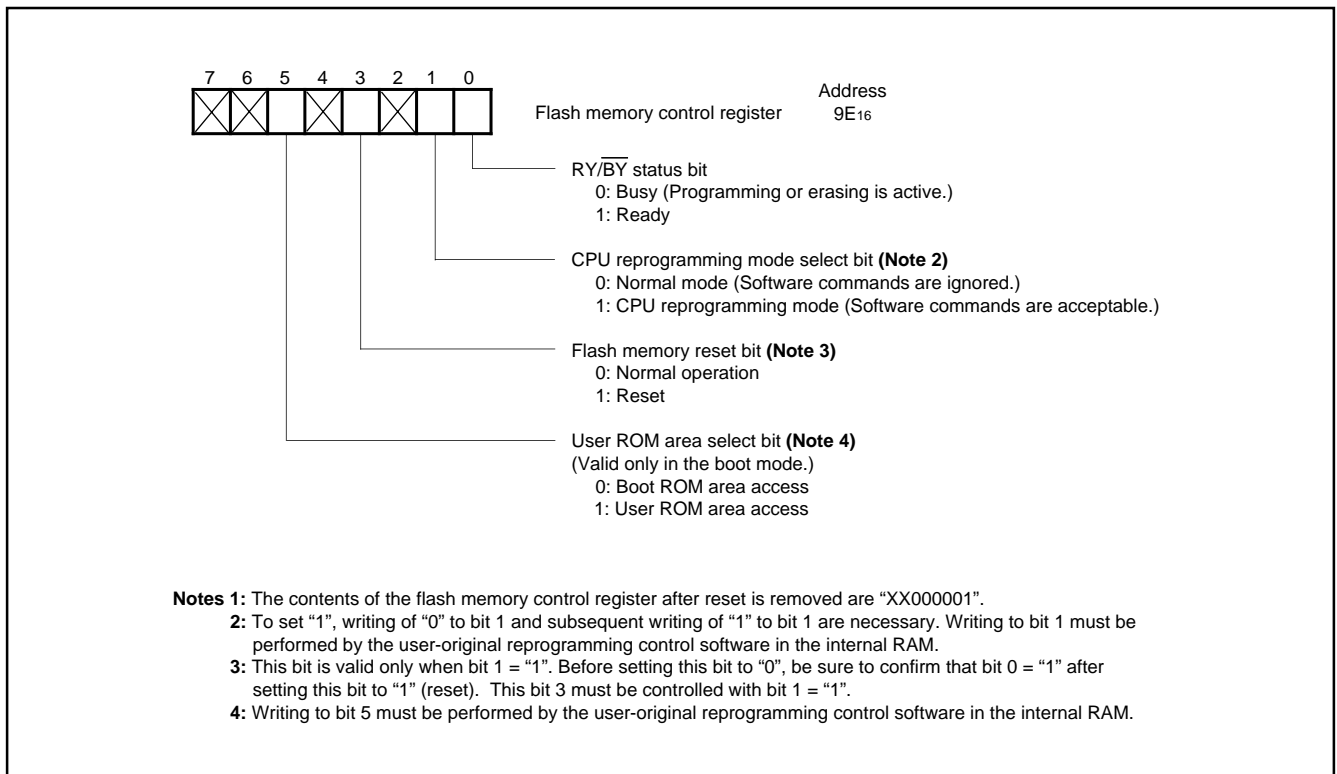 7 6 5 4 3 2 1 0
Address
Flash memory control register 9E16
RY/BY status bit
0: Busy (Programming or erasing is active.)
1: Ready
CPU reprogramming mode select bit (Note 2)
0: Normal mode (Software commands are ignored.)
1: CPU reprogramming mode (Software commands are acceptable.)
Flash memory reset bit (Note 3)
0: Normal operation
1: Reset
User ROM area select bit (Note 4)
(Valid only in the boot mode.)
0: Boot ROM area access
1: User ROM area access
Notes 1: The contents of the flash memory control register after reset is removed are “XX000001”.
2: To set “1”, writing of “0” to bit 1 and subsequent writing of “1” to bit 1 are necessary. Writing to bit 1 must be
performed by the user-original reprogramming control software in the internal RAM.
3: This bit is valid only when bit 1 = “1”. Before setting this bit to “0”, be sure to confirm that bit 0 = “1” after
setting this bit to “1” (reset). This bit 3 must be controlled with bit 1 = “1”.
4: Writing to bit 5 must be performed by the user-original reprogramming control software in the internal RAM.